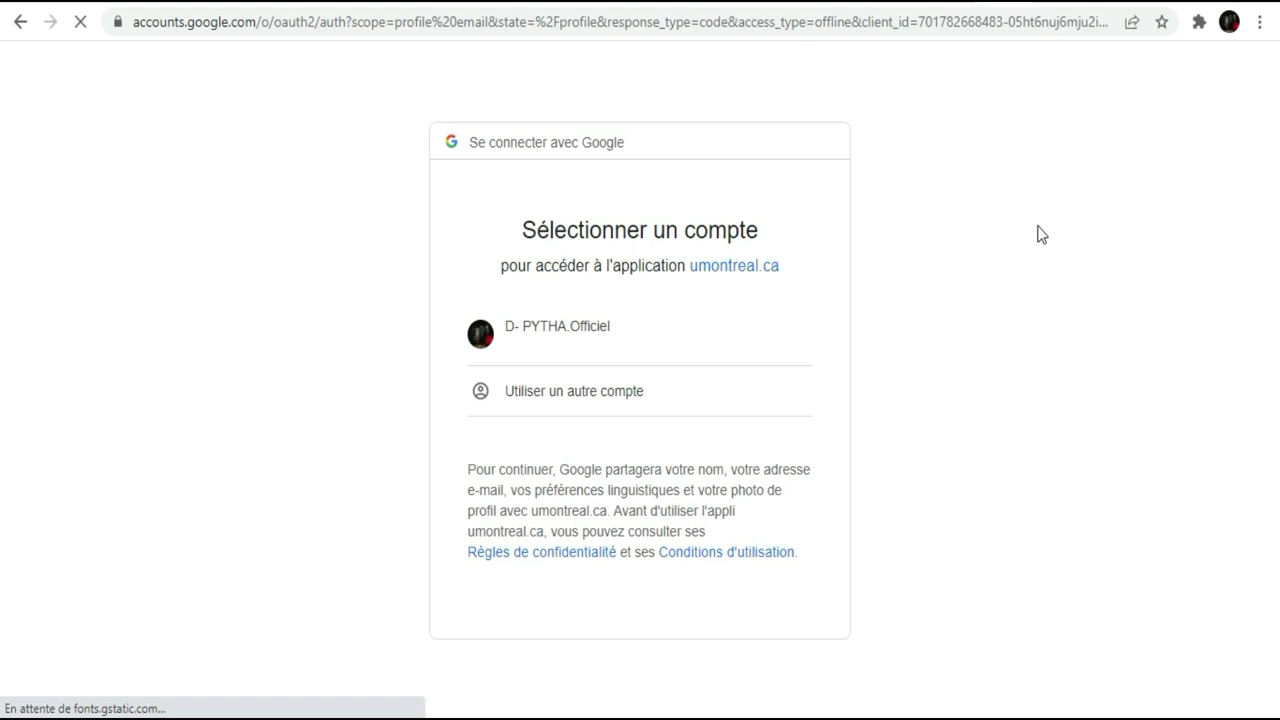 accounts.google.com/o/oauth2/auth?scope=profile%20email&state=%2Fprofile&response_type=code&access_type=offline&client_id=701782668483-05ht6nuj6mju2i...
Se connecter avec Google
Sélectionner un compte
pour accéder à l'application umontreal.ca
D- PYTHA.Officiel
Utiliser un autre compte
Pour continuer, Google partagera votre nom, votre adresse
e-mail, vos préférences linguistiques et votre photo de
profil avec umontreal.ca. Avant d'utiliser l'appli
umontreal.ca, vous pouvez consulter ses
Règles de confidentialité et ses Conditions d'utilisation.
En attente de fonts.gstatic.com...